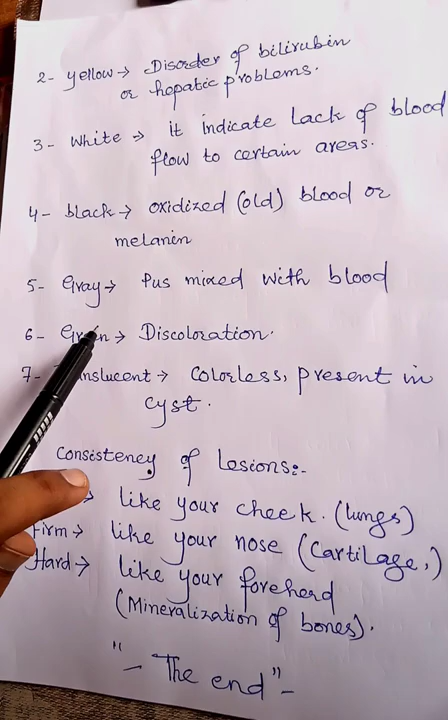 2- yellow → Disorder of bilirubin
or hepatic problems.
3- White → it indicate Lack of blood
flow to certain areas.
4- black → oxidized (old) blood or
melanin
5- Gray → Pus mixed with blood
6- → Discoloration.
7- → Colorless, present in
cyst.
Consistency of Lesions:-
→ like your cheek. (lungs)
Firm → like your nose (Cartilage,)
Hard → like your forehead
(Mineralization of bones).
"- The end"-